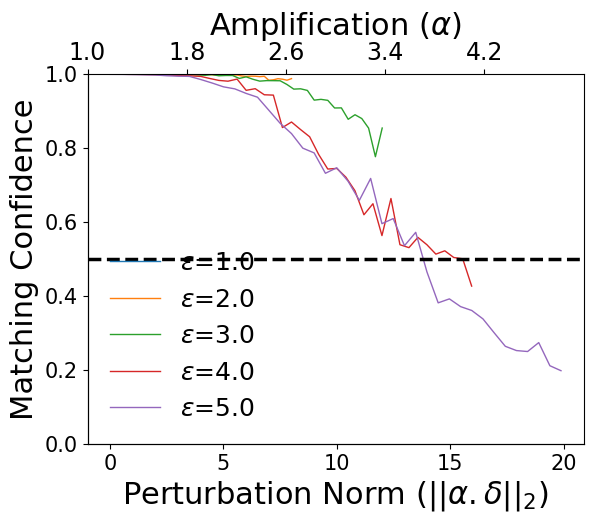 Amplification (α)
1.0 1.8 2.6 3.4 4.2
1.0
0.8
0.6
0.4
0.2
0.0
Matching Confidence
ε=1.0
ε=2.0
ε=3.0
ε=4.0
ε=5.0
0 5 10 15 20
Perturbation Norm (||α.δ||₂)